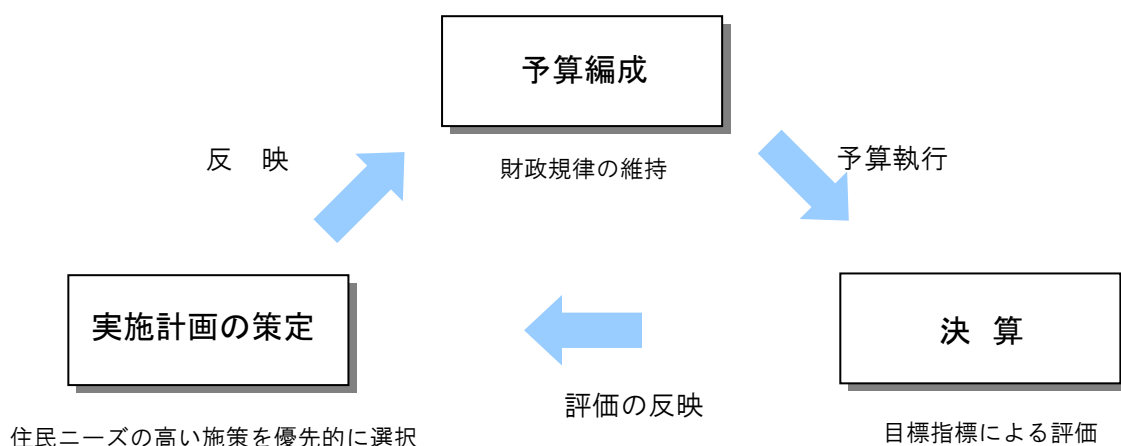 予算編成
反　映
財政規律の維持
予算執行
実施計画の策定
決　算
評価の反映
住民ニーズの高い施策を優先的に選択
目標指標による評価